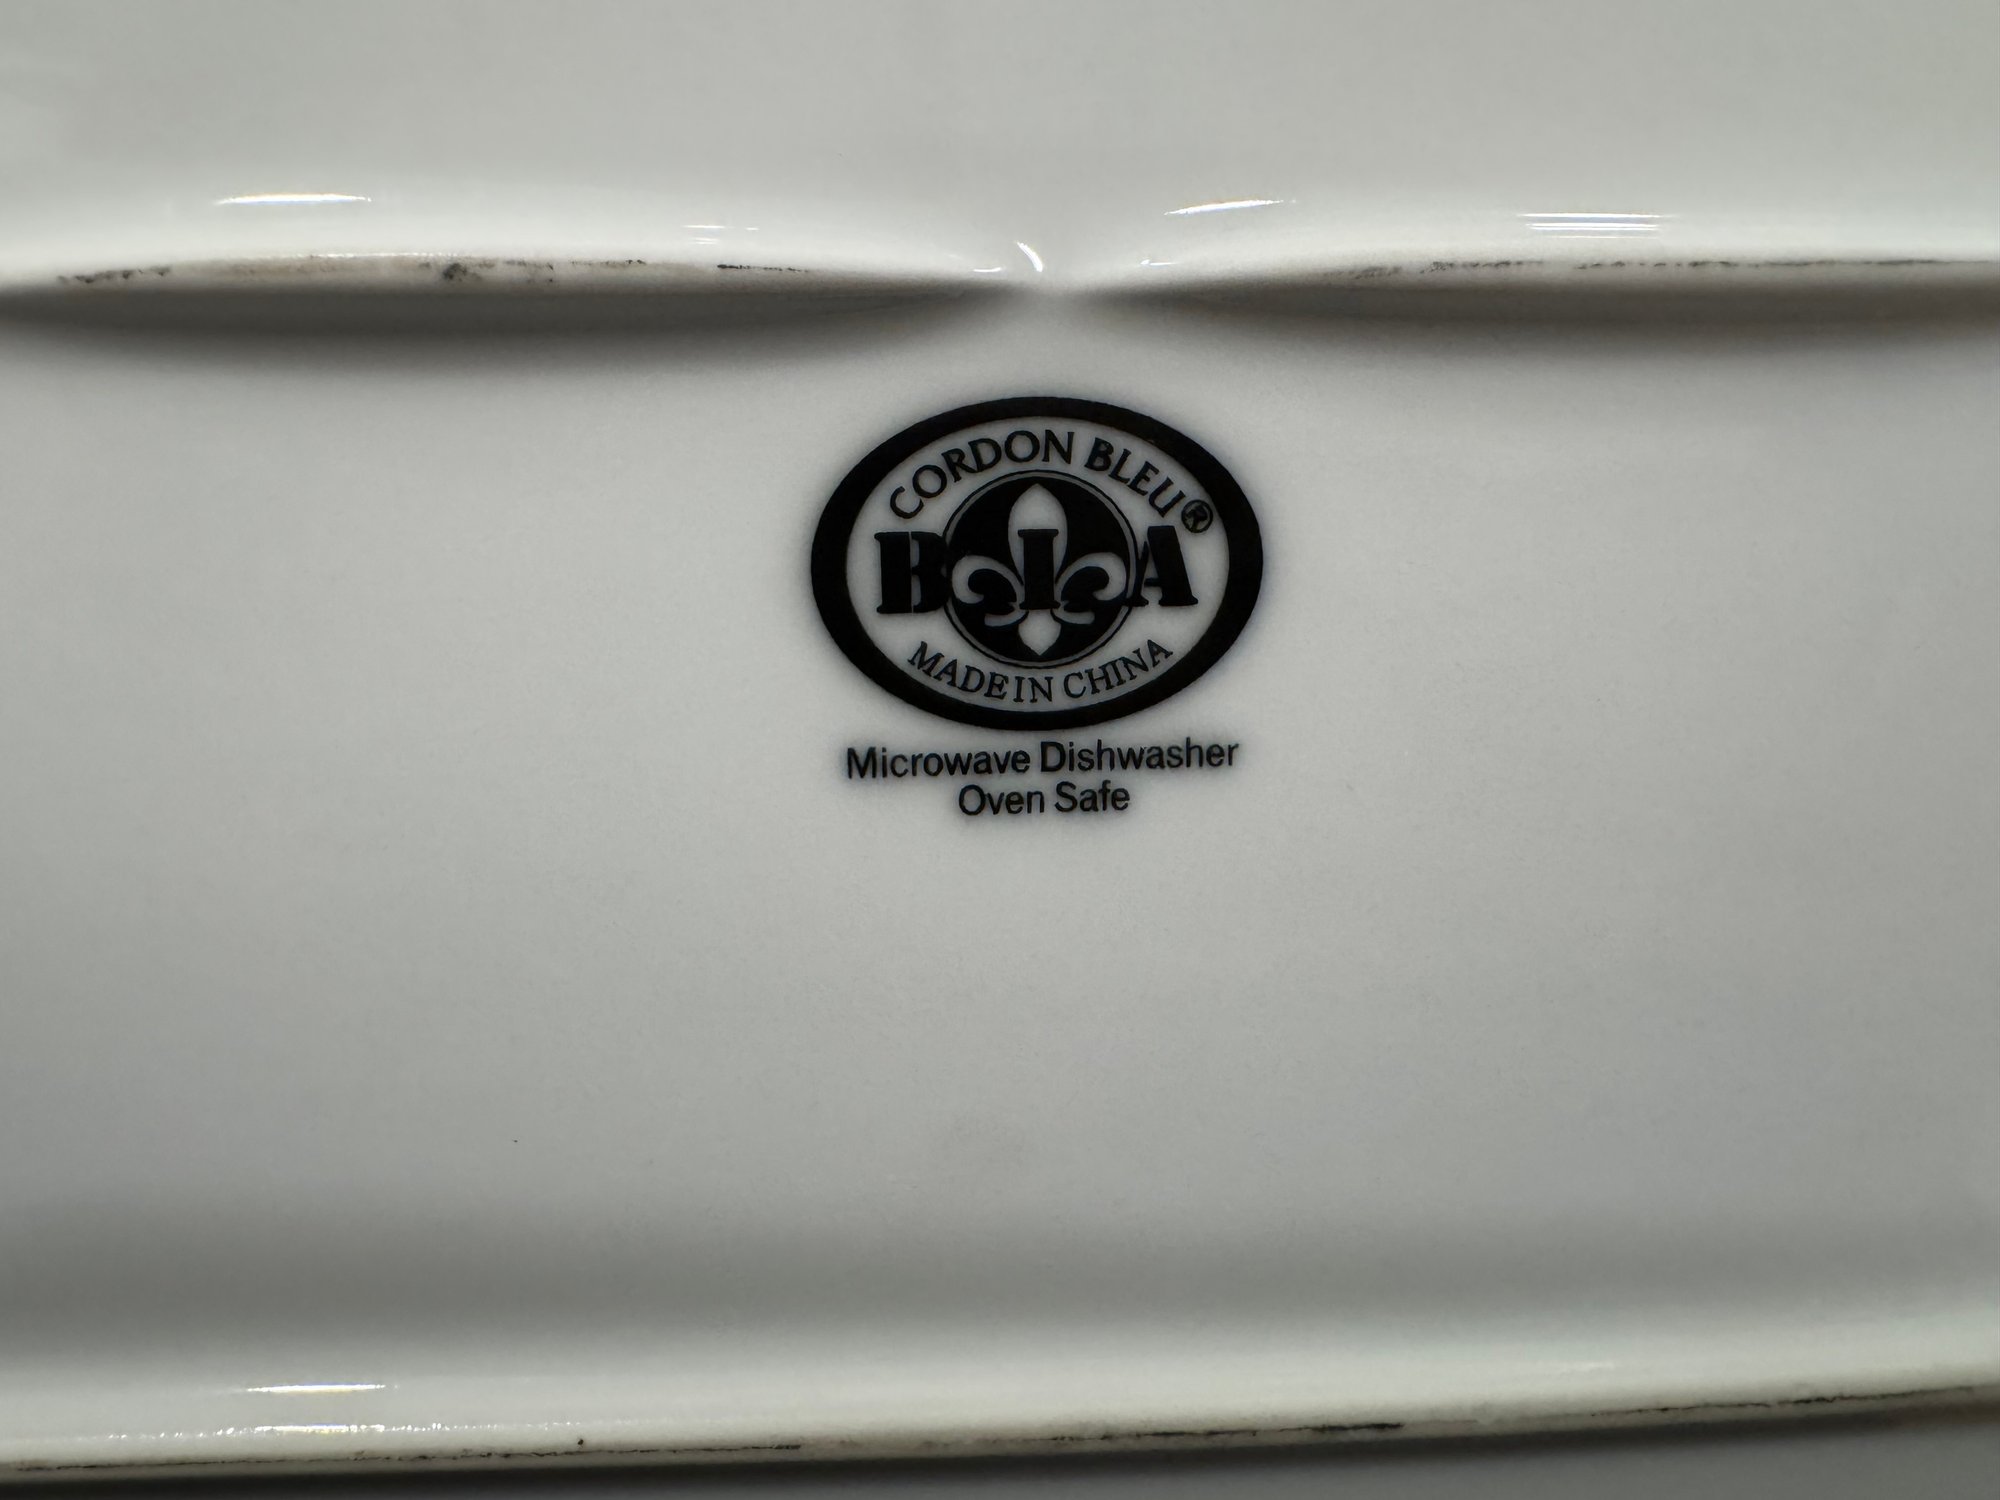 CORDON BLEU®
BIA
MADE IN CHINA
Microwave Dishwasher
Oven Safe